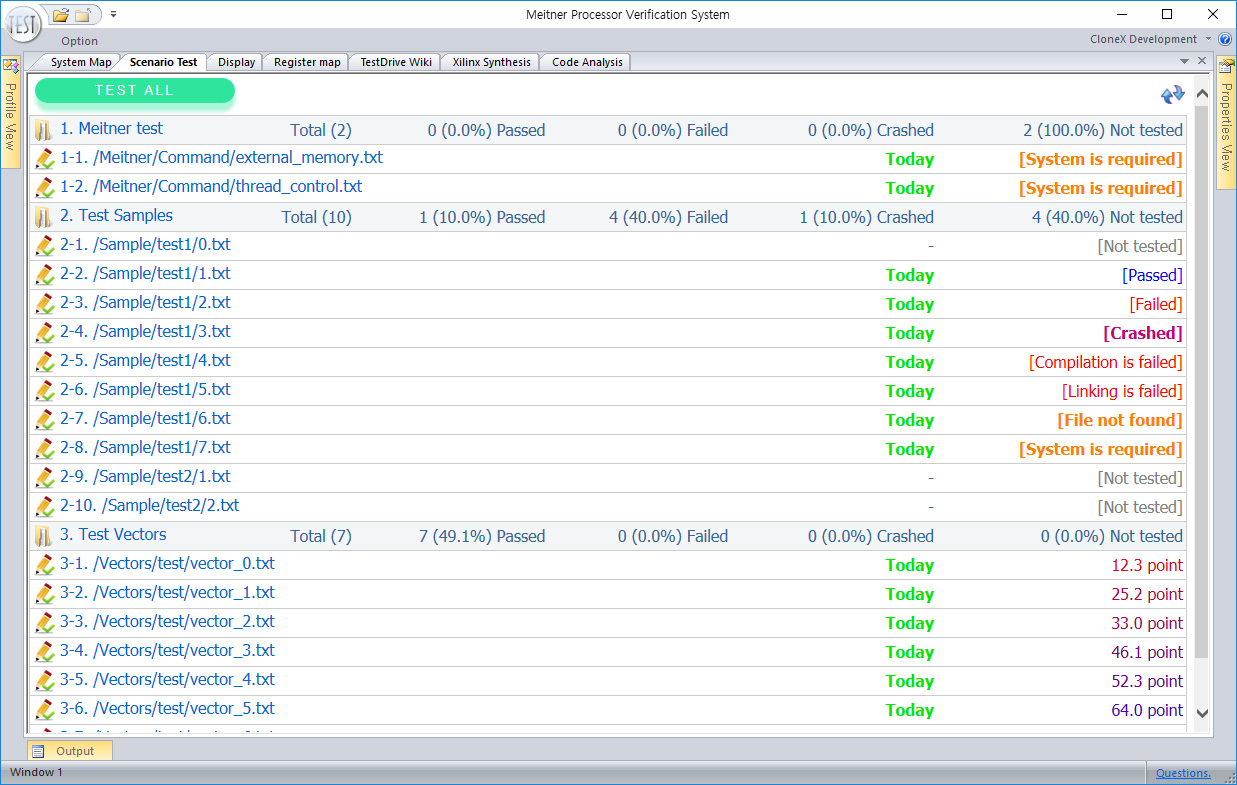 TEST Meitner Processor Verification System
Option CloneX Development
System Map Scenario Test Display Register map TestDrive Wiki Xilinx Synthesis Code Analysis
Profile View
Properties View
TEST ALL
1. Meitner test Total (2) 0 (0.0%) Passed 0 (0.0%) Failed 0 (0.0%) Crashed 2 (100.0%) Not tested
1-1. /Meitner/Command/external_memory.txt Today [System is required]
1-2. /Meitner/Command/thread_control.txt Today [System is required]
2. Test Samples Total (10) 1 (10.0%) Passed 4 (40.0%) Failed 1 (10.0%) Crashed 4 (40.0%) Not tested
2-1. /Sample/test1/0.txt - [Not tested]
2-2. /Sample/test1/1.txt Today [Passed]
2-3. /Sample/test1/2.txt Today [Failed]
2-4. /Sample/test1/3.txt Today [Crashed]
2-5. /Sample/test1/4.txt Today [Compilation is failed]
2-6. /Sample/test1/5.txt Today [Linking is failed]
2-7. /Sample/test1/6.txt Today [File not found]
2-8. /Sample/test1/7.txt Today [System is required]
2-9. /Sample/test2/1.txt - [Not tested]
2-10. /Sample/test2/2.txt - [Not tested]
3. Test Vectors Total (7) 7 (49.1%) Passed 0 (0.0%) Failed 0 (0.0%) Crashed 0 (0.0%) Not tested
3-1. /Vectors/test/vector_0.txt Today 12.3 point
3-2. /Vectors/test/vector_1.txt Today 25.2 point
3-3. /Vectors/test/vector_2.txt Today 33.0 point
3-4. /Vectors/test/vector_3.txt Today 46.1 point
3-5. /Vectors/test/vector_4.txt Today 52.3 point
3-6. /Vectors/test/vector_5.txt Today 64.0 point
Output
Window 1 Questions.